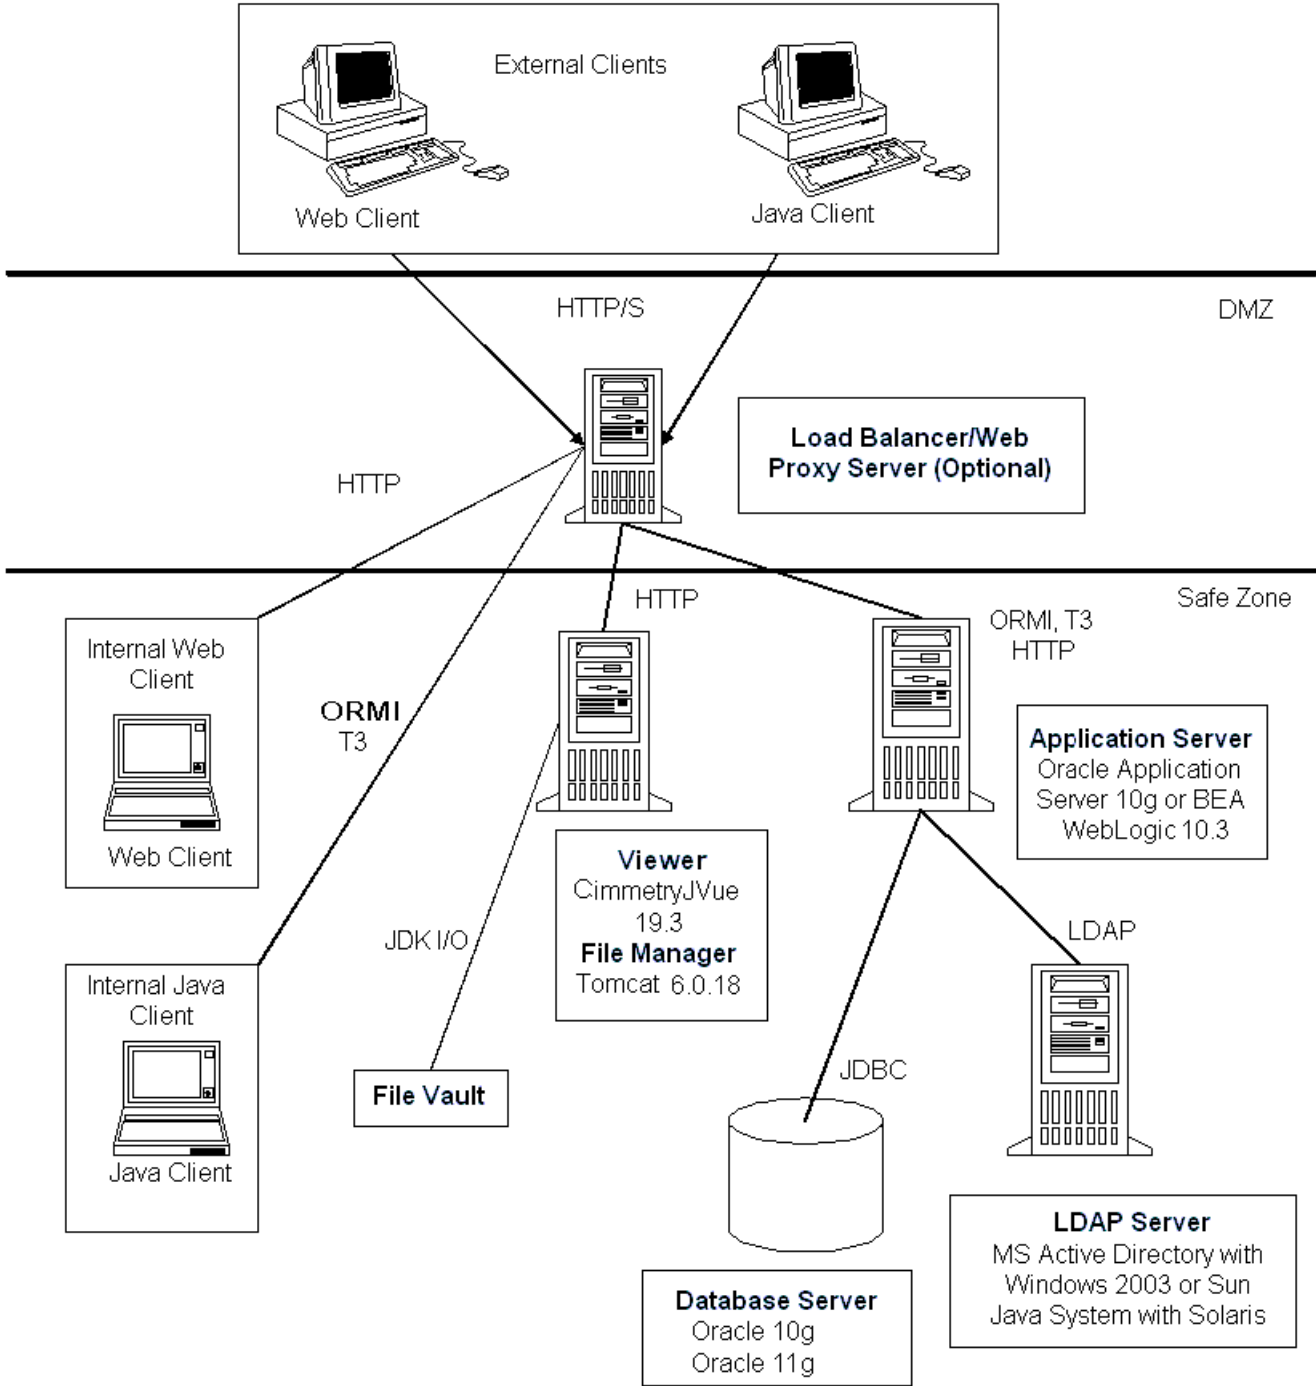 External Clients
Web Client
Java Client
HTTP/S
DMZ
Load Balancer/Web
Proxy Server (Optional)
HTTP
HTTP
Safe Zone
ORMI, T3
HTTP
Internal Web
Client
Web Client
ORMI
T3
Application Server
Oracle Application
Server 10g or BEA
WebLogic 10.3
Viewer
CimmetryJVue
19.3
File Manager
Tomcat 6.0.18
JDK I/O
LDAP
Internal Java
Client
Java Client
File Vault
JDBC
LDAP Server
MS Active Directory with
Windows 2003 or Sun
Java System with Solaris
Database Server
Oracle 10g
Oracle 11g